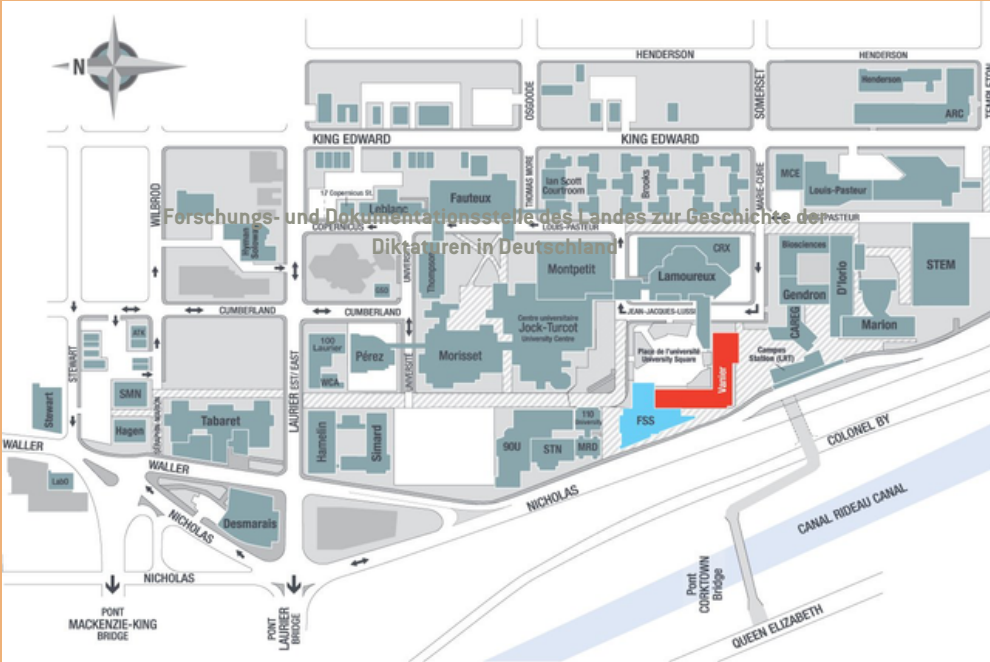 HENDERSON
HENDERSON
N
Henderson
OSGOODE
SOMERSET
TEMPLETON
ARC
KING EDWARD
KING EDWARD
THOMAS MORE
Ian Scott
Courtroom
Brooks
MARIE-CURIE
MCE
Louis-Pasteur
WILBROD
17 Copernicus St.
Leblanc
Fauteux
Forschungs- und Dokumentationsstelle des Landes zur Geschichte der
Diktaturen in Deutschland
COPERNICUS
LOUIS-PASTEUR
PASTEUR
Hyman
Soloway
UNIVERSITÉ
Thompson
Montpetit
CRX
Lamoureux
Biosciences
Gendron
D'Iorio
STEM
GSD
CUMBERLAND
CUMBERLAND
JEAN-JACQUES-LUSSIER
Centre universitaire
Jock-Turcot
University Centre
CAREG
Marion
STEWART
ATK
100
Laurier
WCA
Pérez
UNIVERSITÉ
Morisset
Place de l'université
University Square
Vanier
Campus
Station (LRT)
LAURIER EST/ EAST
Stewart
SMN
Hagen
SÉRAPHIN-MARION
Tabaret
Hamelin
Simard
90U
STN
110
University
MRD
FSS
WALLER
WALLER
COLONEL BY
LabO
NICHOLAS
Desmarais
NICHOLAS
CANAL RIDEAU CANAL
NICHOLAS
PONT
MACKENZIE-KING
BRIDGE
PONT
LAURIER
BRIDGE
Pont
CORKTOWN
Bridge
QUEEN ELIZABETH